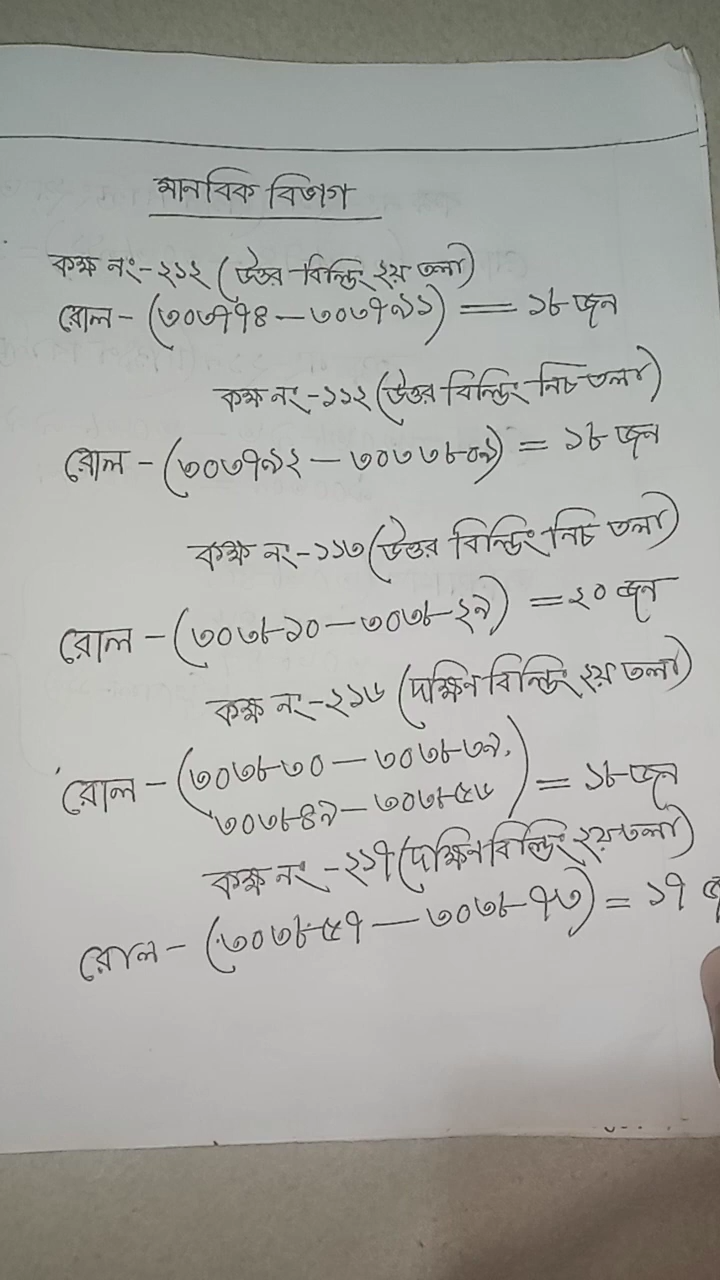 মানবিক বিভাগ
কক্ষ নং-২১২ (উত্তর বিল্ডিং ২য় তলা)
রোল - (৩০৩৭৭৪ — ৩০৩৭৯১) = ১৮ জন
কক্ষ নং-১১২ (উত্তর বিল্ডিং নিচ তলা)
রোল - (৩০৩৭৯২ — ৩০৩৮০৯) = ১৮ জন
কক্ষ নং-১১৩ (উত্তর বিল্ডিং নিচ তলা)
রোল - (৩০৩৮১০ — ৩০৩৮২৯) = ২০ জন
কক্ষ নং-২১৬ (দক্ষিন বিল্ডিং ২য় তলা)
রোল - (৩০৩৮৩০ — ৩০৩৮৩৯,
৩০৩৮৪৯ — ৩০৩৮৫৬) = ১৮ জন
কক্ষ নং-২১৭ (দক্ষিন বিল্ডিং ২য় তলা)
রোল - (৩০৩৮৫৭ — ৩০৩৮৭৩) = ১৭ জ